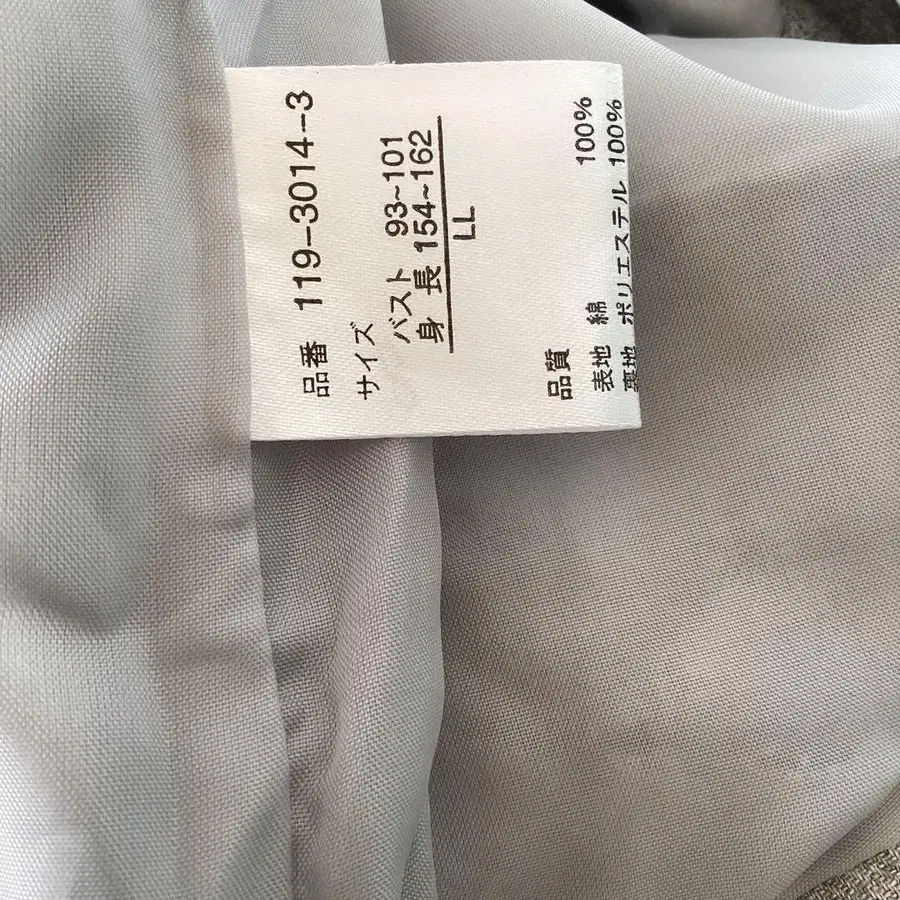 品番 119-3014--3
サイズ
バスト 93~101
身 長 154~162
LL
品質
表地 綿 100%
裏地 ポリエステル 100%